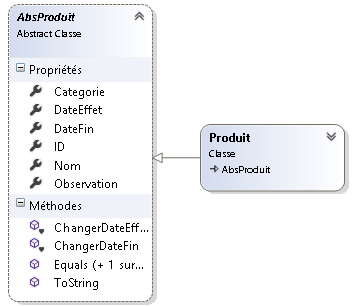 AbsProduit
Abstract Classe
Propriétés
Categorie
DateEffet
DateFin
ID
Nom
Observation
Méthodes
ChangerDateEff...
ChangerDateFin
Equals (+ 1 sur...
ToString
Produit
Classe
AbsProduit